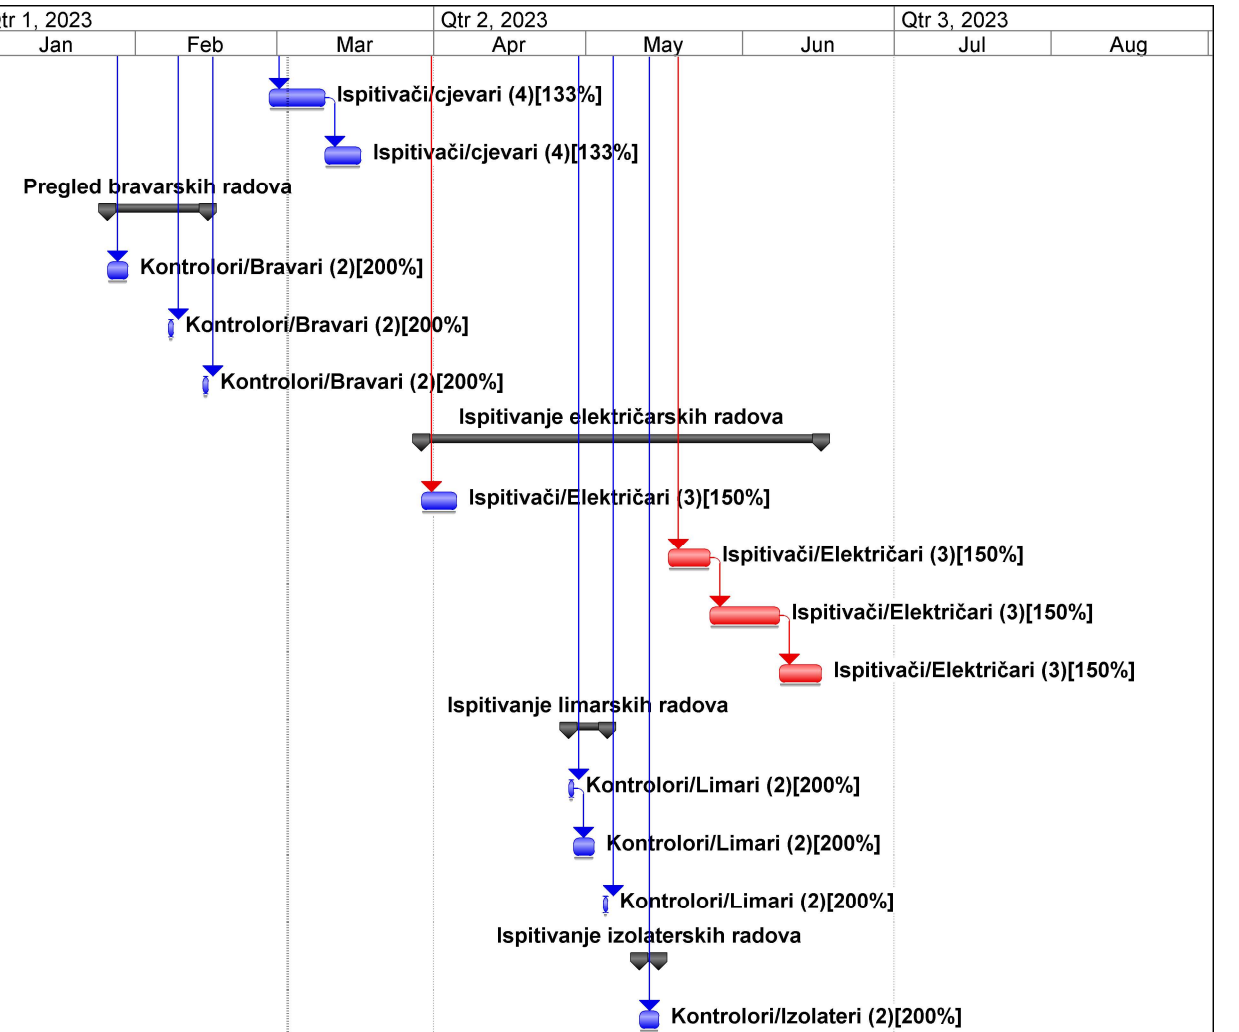 tr 1, 2023 Qtr 2, 2023 Qtr 3, 2023
Jan Feb Mar Apr May Jun Jul Aug
Ispitivači/cjevari (4)[133%]
Ispitivači/cjevari (4)[133%]
Pregled bravarskih radova
Kontrolori/Bravari (2)[200%]
Kontrolori/Bravari (2)[200%]
Kontrolori/Bravari (2)[200%]
Ispitivanje električarskih radova
Ispitivači/Električari (3)[150%]
Ispitivači/Električari (3)[150%]
Ispitivači/Električari (3)[150%]
Ispitivači/Električari (3)[150%]
Ispitivanje limarskih radova
Kontrolori/Limari (2)[200%]
Kontrolori/Limari (2)[200%]
Kontrolori/Limari (2)[200%]
Ispitivanje izolaterskih radova
Kontrolori/Izolateri (2)[200%]